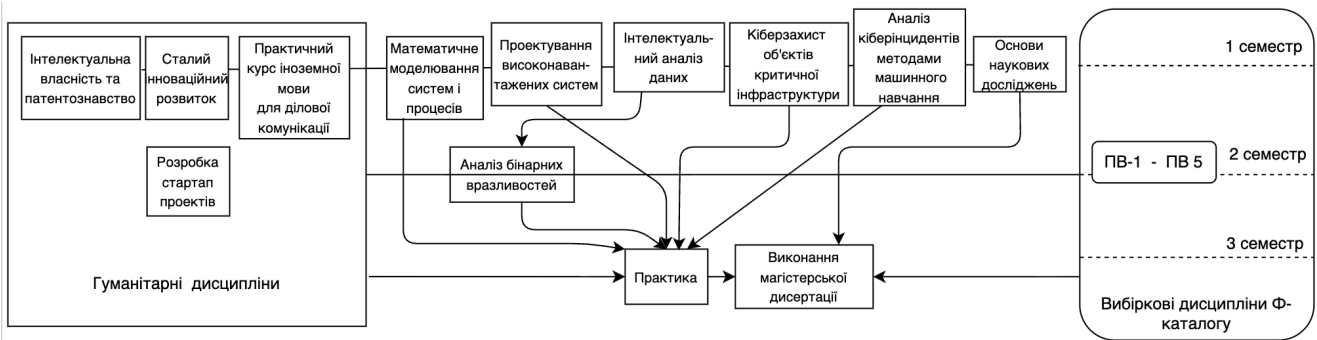 Інтелектуальна
власність та
патентознавство
Сталий
інноваційний
розвиток
Практичний
курс іноземної
мови
для ділової
комунікації
Математичне
моделювання
систем і
процесів
Проектування
високонаван-
тажених систем
Інтелектуаль-
ний аналіз
даних
Кіберзахист
об'єктів
критичної
інфраструктури
Аналіз
кіберінцидентів
методами
машинного
навчання
Основи
наукових
досліджень
1 семестр
Розробка
стартап
проектів
Аналіз бінарних
вразливостей
ПВ-1 - ПВ 5
2 семестр
3 семестр
Гуманітарні дисципліни
Практика
Виконання
магістерської
дисертації
Вибіркові дисципліни Ф-
каталогу